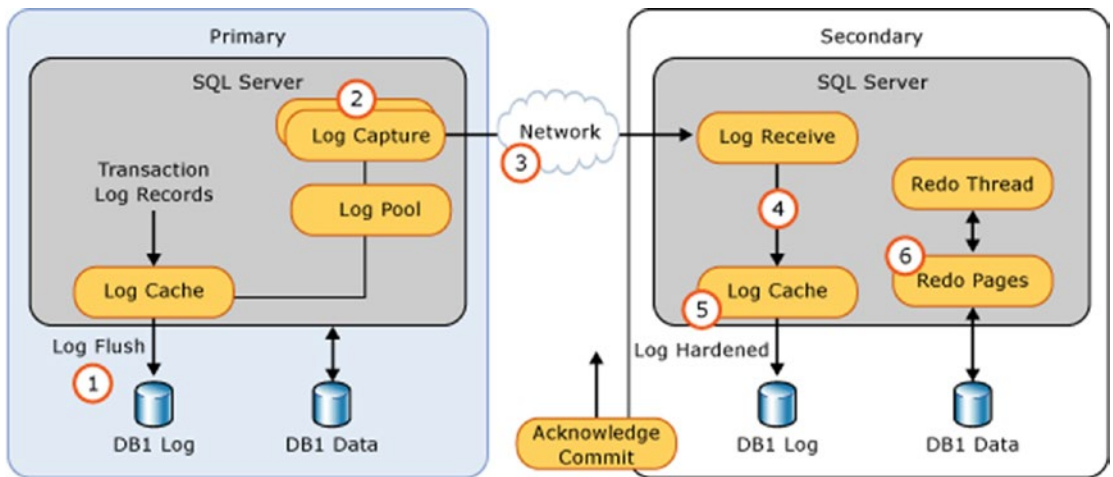 Primary
SQL Server
2
Log Capture
Transaction
Log Records
Log Pool
Log Cache
Log Flush
1
DB1 Log
DB1 Data
Network
3
Acknowledge
Commit
Secondary
SQL Server
Log Receive
Redo Thread
4
6
Redo Pages
Log Cache
5
Log Hardened
DB1 Log
DB1 Data